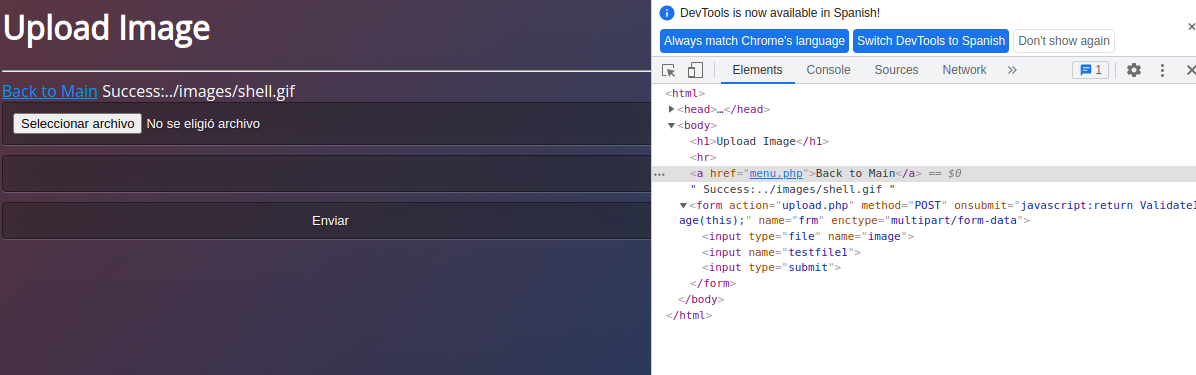 Upload Image
Back to Main Success:../images/shell.gif
Seleccionar archivo No se eligió archivo
Enviar
DevTools is now available in Spanish!
Always match Chrome's language Switch DevTools to Spanish Don't show again
Elements Console Sources Network » 1
<html>
<head>…</head>
<body>
<h1>Upload Image</h1>
<hr>
... <a href="menu.php">Back to Main</a> == $0
" Success:../images/shell.gif "
<form action="upload.php" method="POST" onsubmit="javascript:return ValidateI
age(this);" name="frm" enctype="multipart/form-data">
<input type="file" name="image">
<input name="testfile1">
<input type="submit">
</form>
</body>
</html>